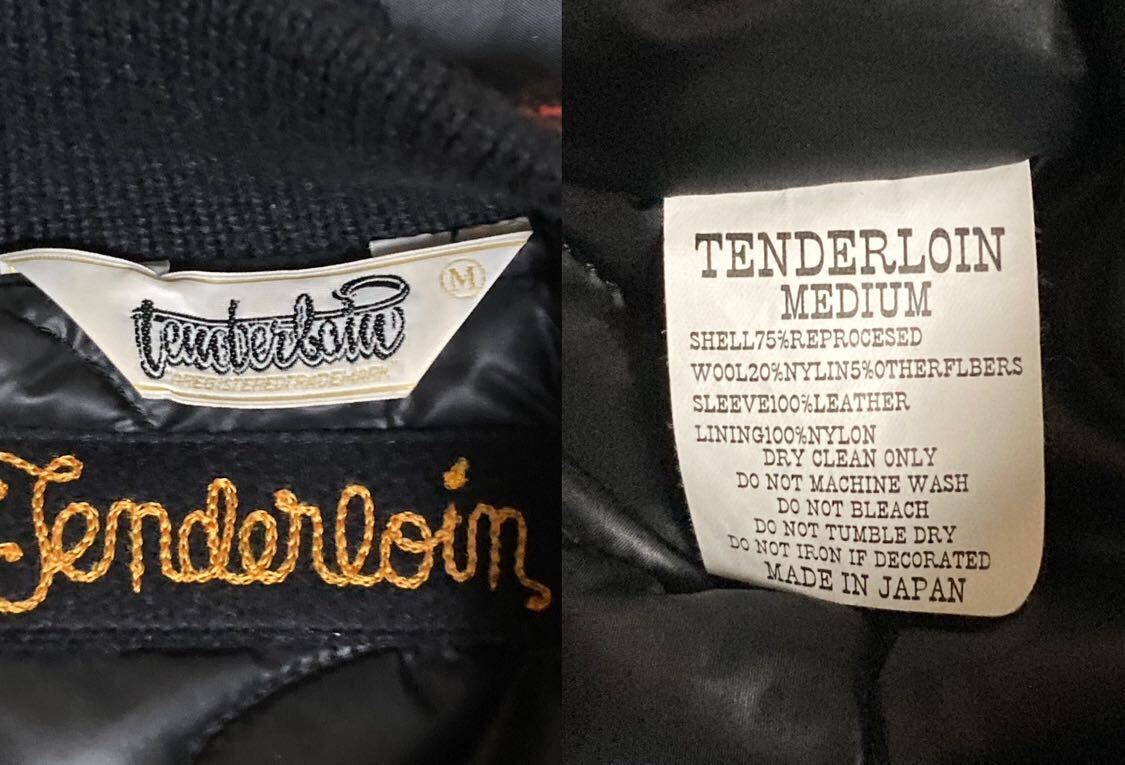 tenderloin
M
REGISTERED TRADEMARK
Tenderloin
TENDERLOIN
MEDIUM
SHELL75%REPROCESED
WOOL20%NYLIN5%OTHERFLBERS
SLEEVE100%LEATHER
LINING100%NYLON
DRY CLEAN ONLY
DO NOT MACHINE WASH
DO NOT BLEACH
DO NOT TUMBLE DRY
DO NOT IRON IF DECORATED
MADE IN JAPAN